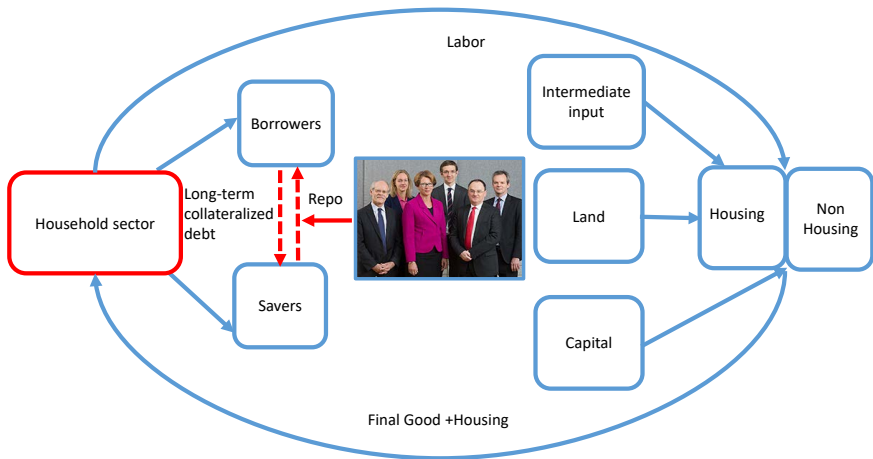 Labor
Intermediate
input
Borrowers
Long-term
collateralized
debt
Repo
Household sector
Land
Housing
Non
Housing
Savers
Capital
Final Good +Housing